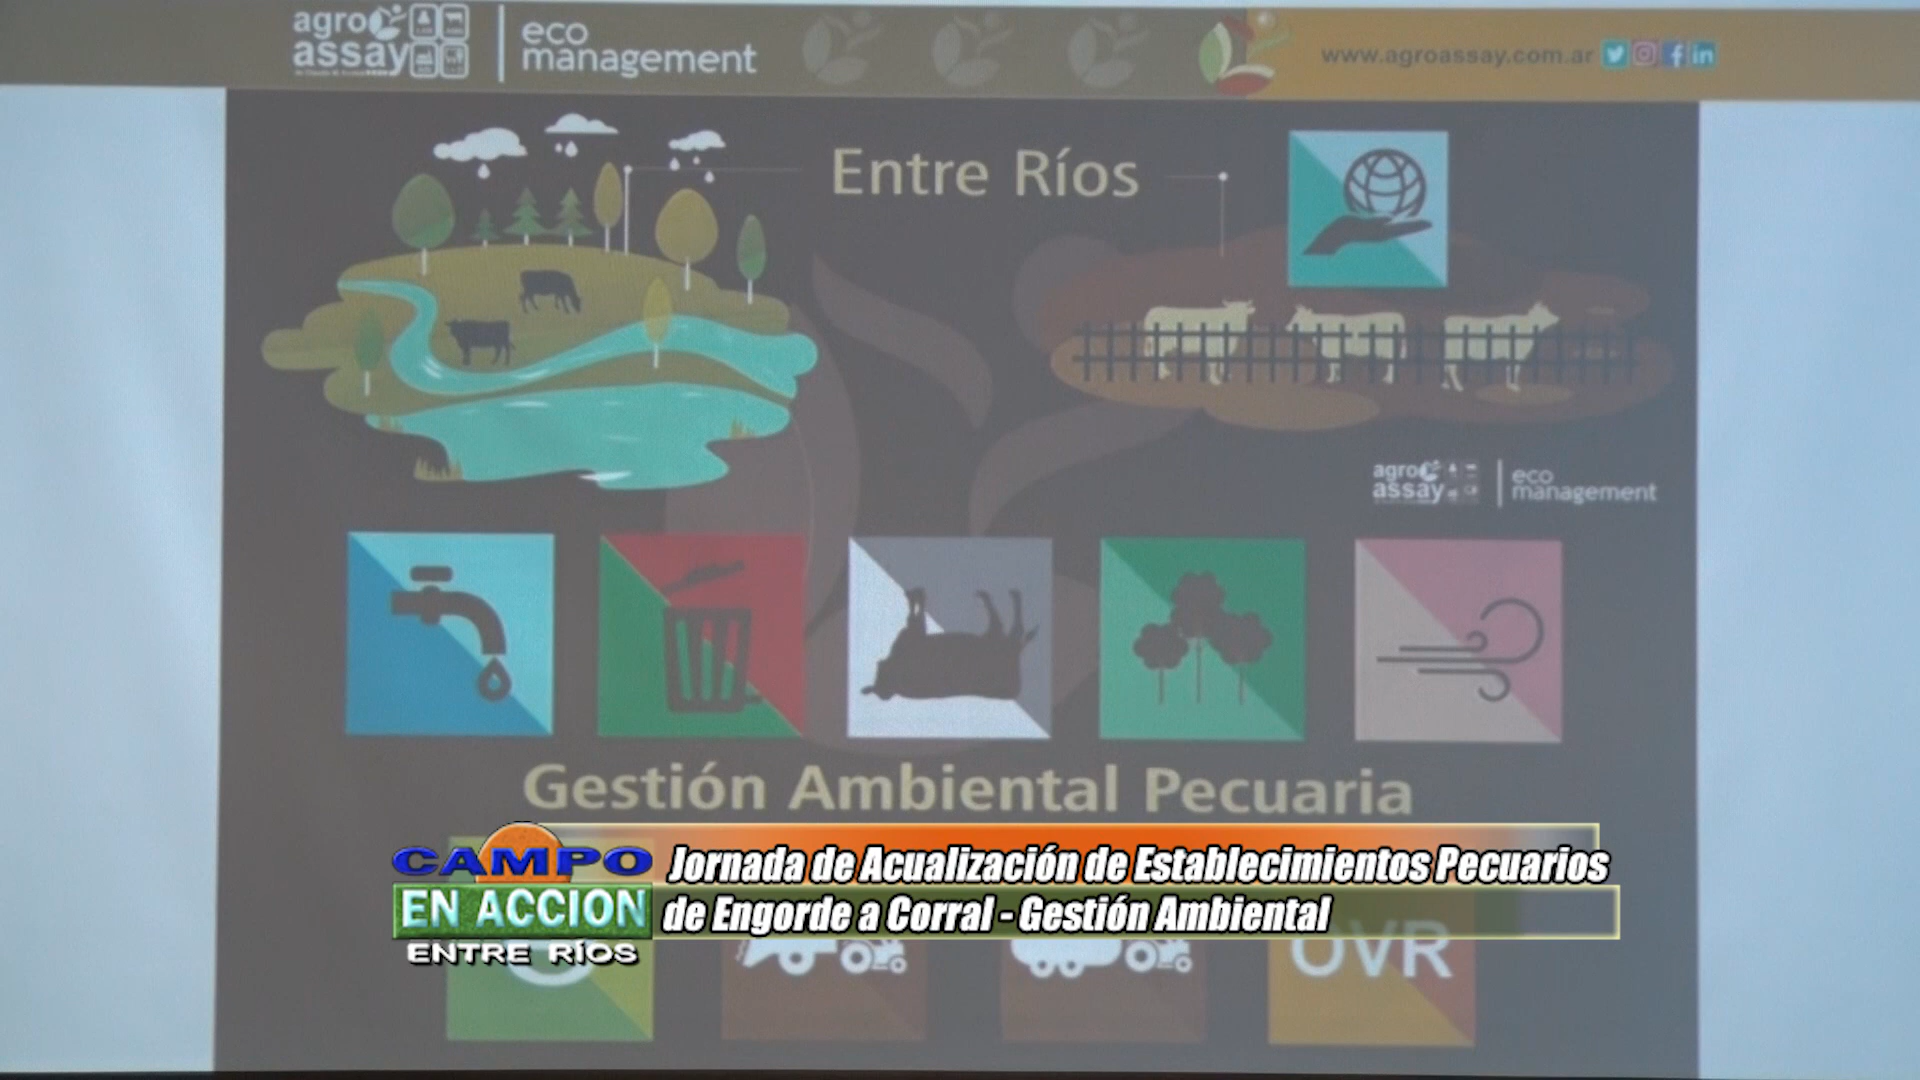 agro
assay
eco
management
www.agroassay.com.ar
Entre Ríos
agro
assay
eco
management
Gestión Ambiental Pecuaria
CAMPO
EN ACCION
ENTRE RÍOS
Jornada de Acualización de Establecimientos Pecuarios
de Engorde a Corral - Gestión Ambiental
OVR